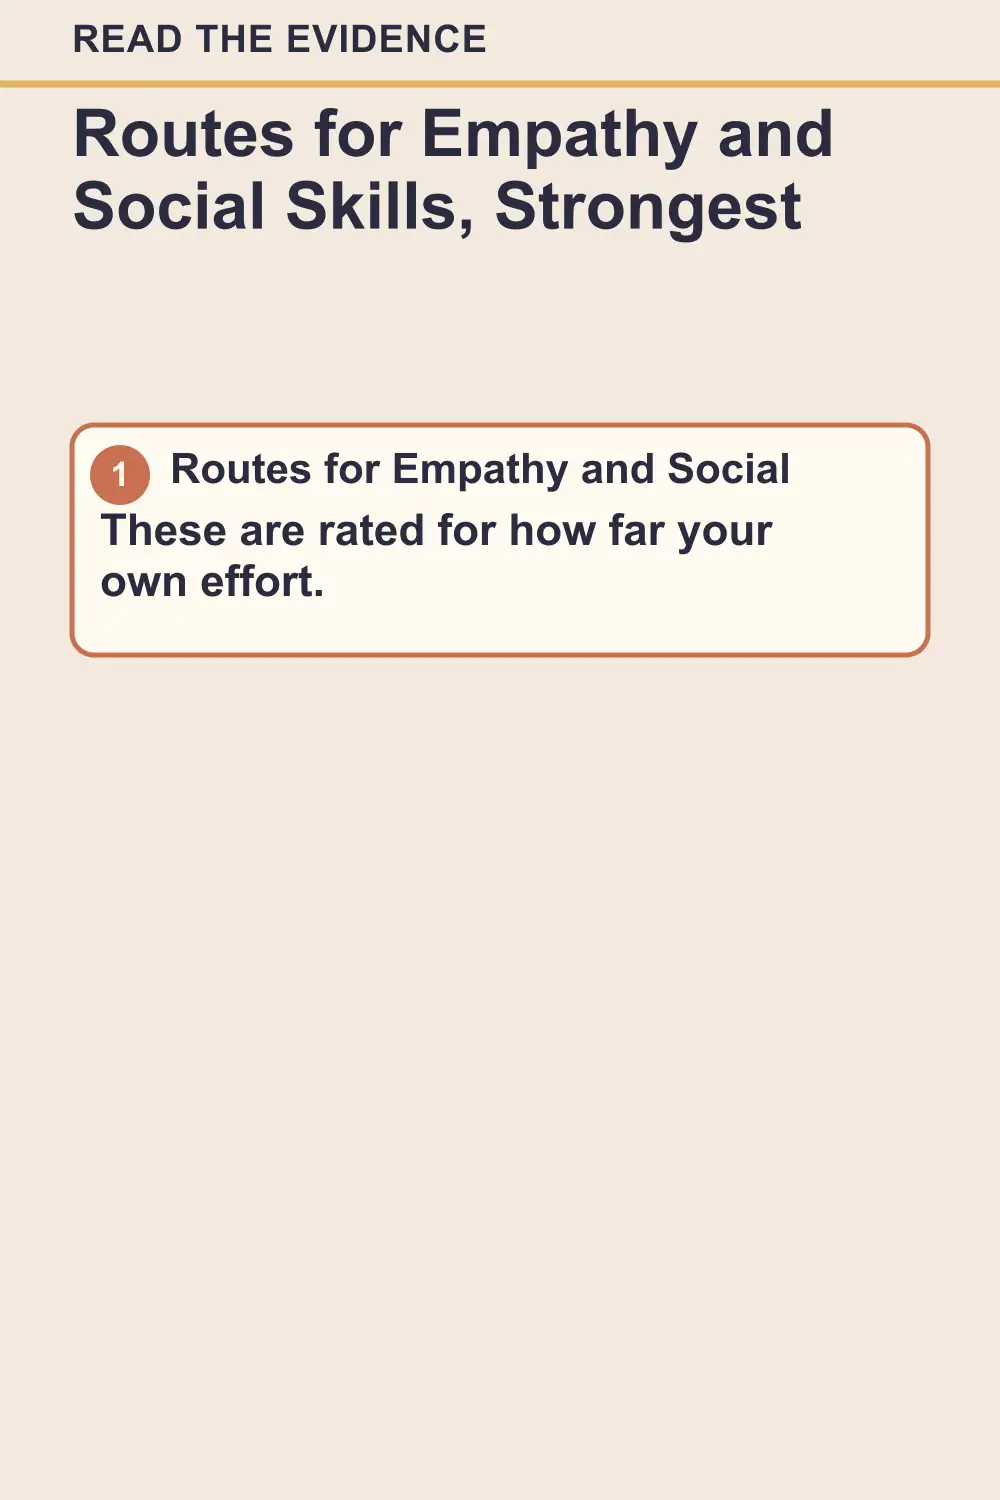 READ THE EVIDENCE
Routes for Empathy and
Social Skills, Strongest
1 Routes for Empathy and Social
These are rated for how far your
own effort.